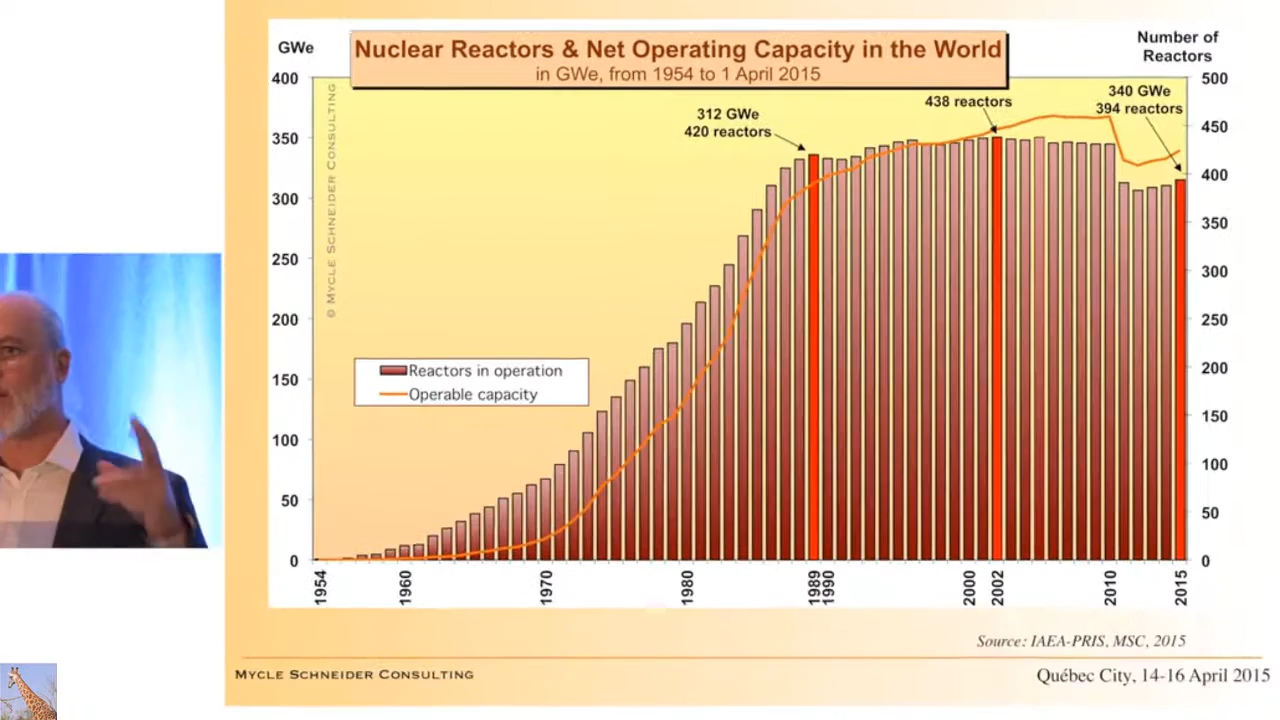 GWe
Nuclear Reactors & Net Operating Capacity in the World
in GWe, from 1954 to 1 April 2015
Number of
Reactors
400
350
300
250
200
150
100
50
0
© MYCLE SCHNEIDER CONSULTING
312 GWe
420 reactors
438 reactors
340 GWe
394 reactors
Reactors in operation
Operable capacity
500
450
400
350
300
250
200
150
100
50
0
1954
1960
1970
1980
1989
1990
2000
2002
2010
2015
Source: IAEA-PRIS, MSC, 2015
MYCLE SCHNEIDER CONSULTING
Québec City, 14-16 April 2015